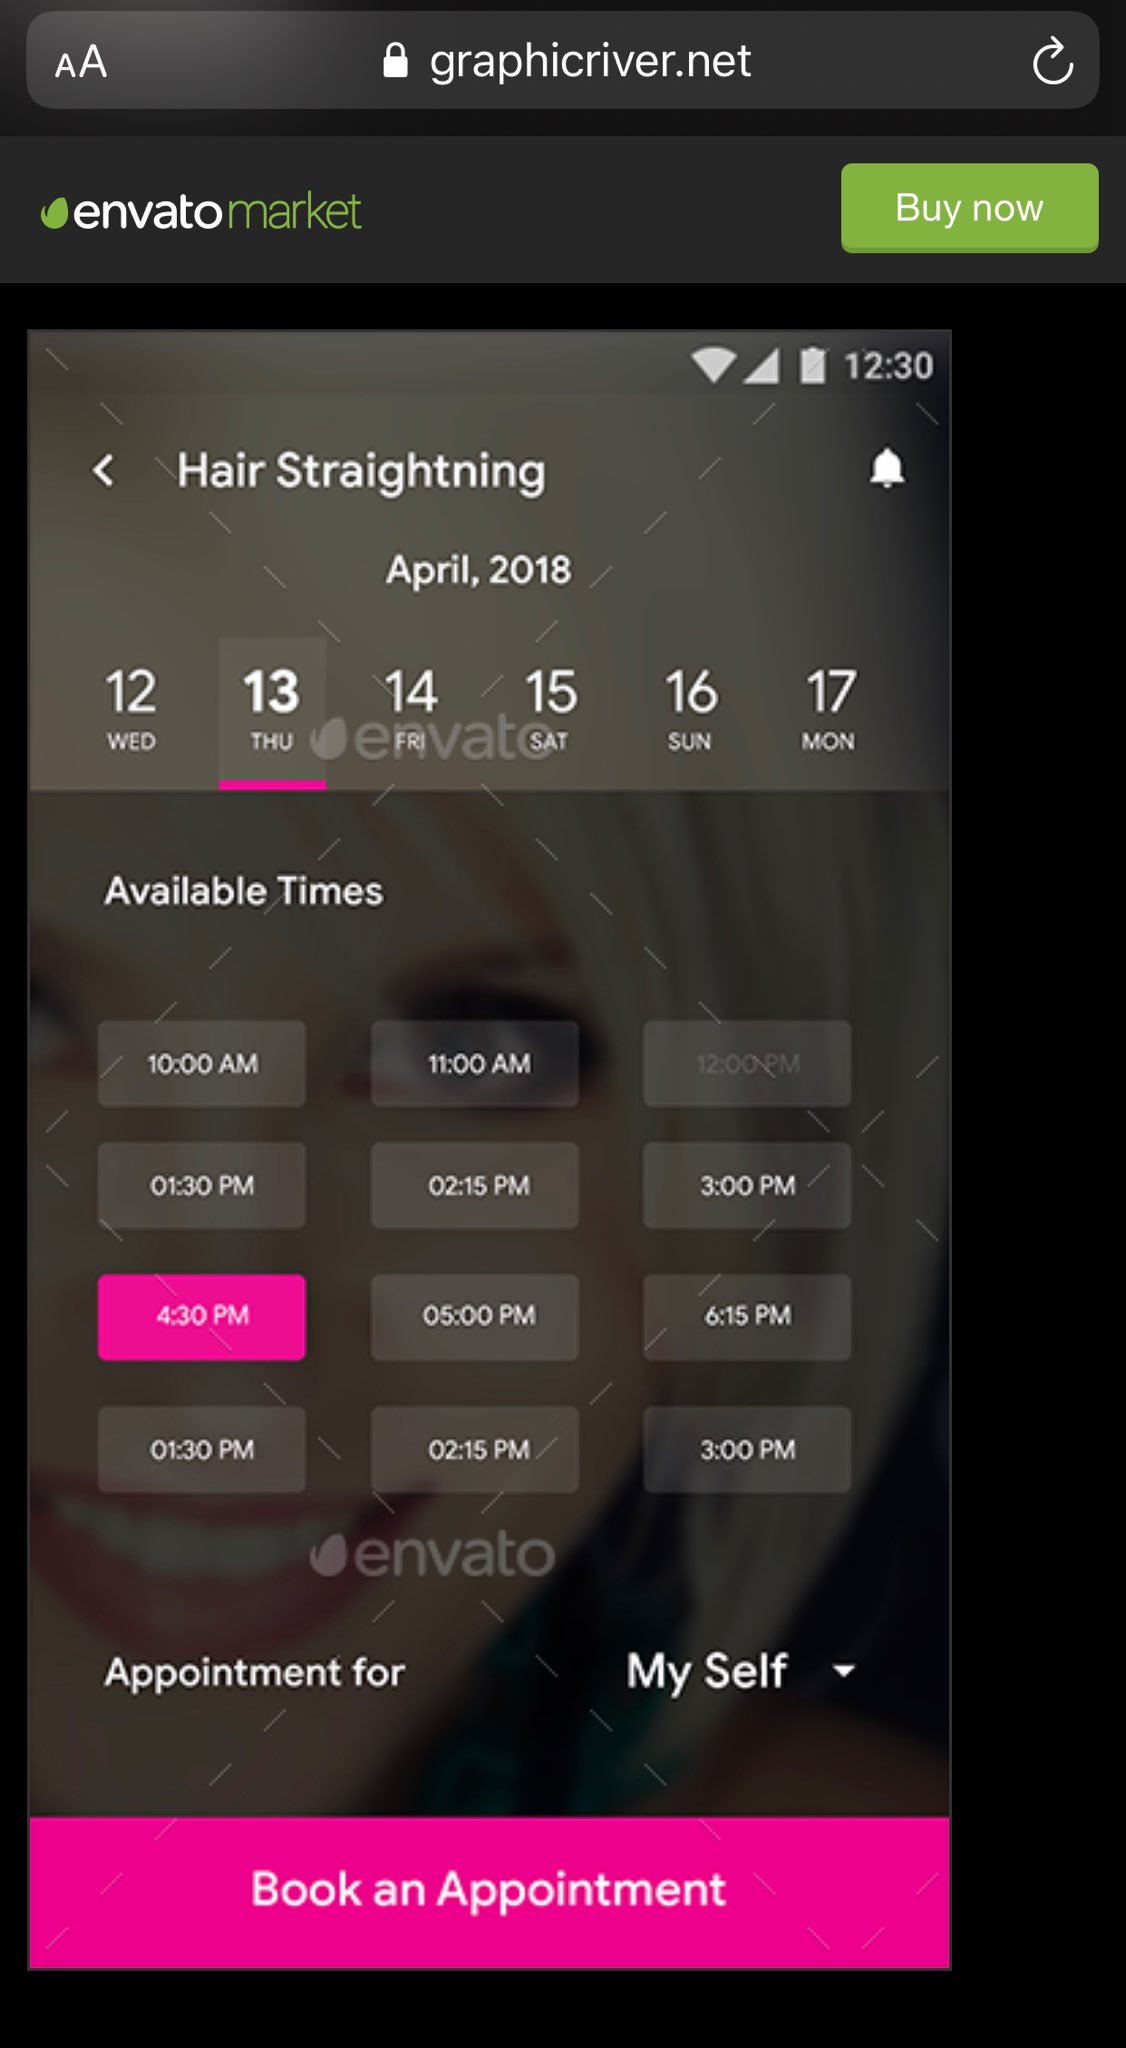 AA graphicriver.net
envato market Buy now
12:30
Hair Straightning
April, 2018
12 13 14 15 16 17
WED THU FRI SAT SUN MON
envato
Available Times
10:00 AM 11:00 AM 12:00 PM
01:30 PM 02:15 PM 3:00 PM
4:30 PM 05:00 PM 6:15 PM
01:30 PM 02:15 PM 3:00 PM
envato
Appointment for My Self
Book an Appointment